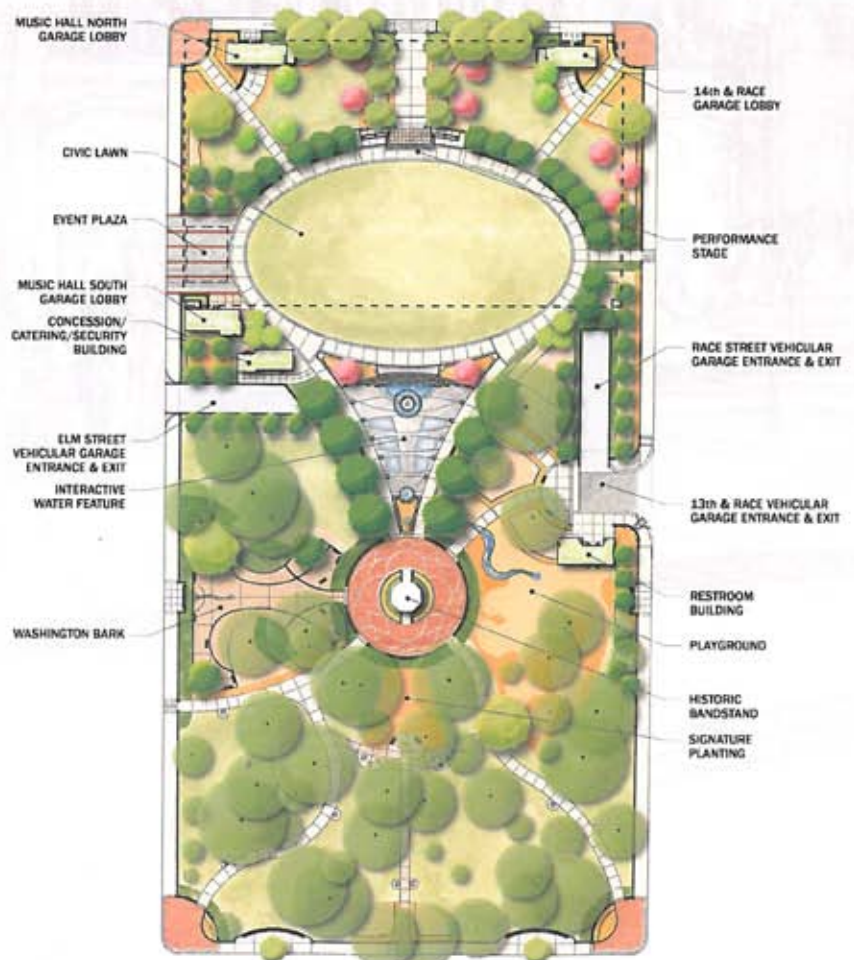 MUSIC HALL NORTH
GARAGE LOBBY
CIVIC LAWN
EVENT PLAZA
MUSIC HALL SOUTH
GARAGE LOBBY
CONCESSION/
CATERING/SECURITY
BUILDING
ELM STREET
VEHICULAR GARAGE
ENTRANCE & EXIT
INTERACTIVE
WATER FEATURE
WASHINGTON BARK
14th & RACE
GARAGE LOBBY
PERFORMANCE
STAGE
RACE STREET VEHICULAR
GARAGE ENTRANCE & EXIT
13th & RACE VEHICULAR
GARAGE ENTRANCE & EXIT
RESTROOM
BUILDING
PLAYGROUND
HISTORIC
BANDSTAND
SIGNATURE
PLANTING